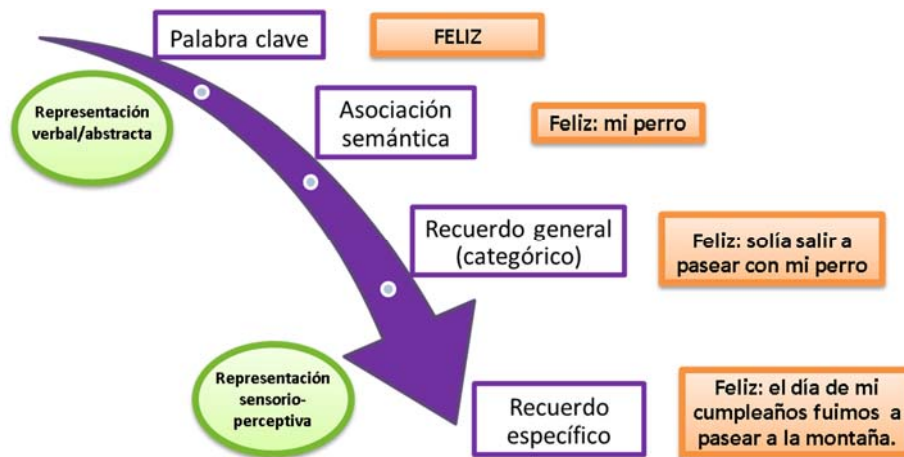 Palabra clave
FELIZ
Representación
verbal/abstracta
Asociación
semántica
Feliz: mi perro
Recuerdo general
(categórico)
Feliz: solía salir a
pasear con mi perro
Representación
sensorio-
perceptiva
Recuerdo
específico
Feliz: el día de mi
cumpleaños fuimos a
pasear a la montaña.